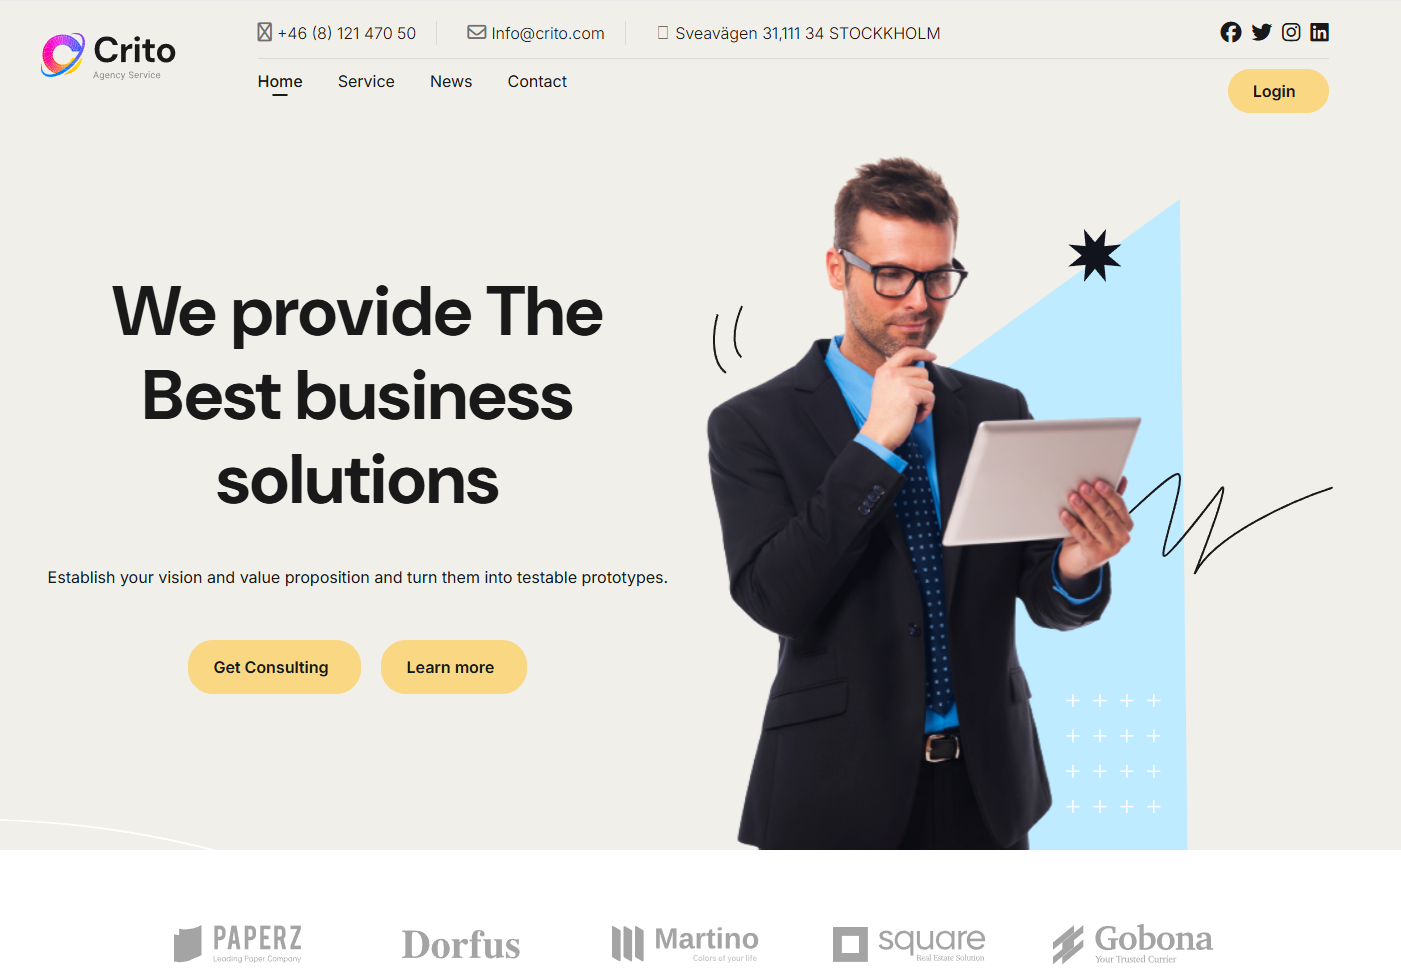 Crito
Agency Service
+46 (8) 121 470 50
Info@crito.com
Sveavägen 31,111 34 STOCKKHOLM
Home
Service
News
Contact
Login
We provide The
Best business
solutions
Establish your vision and value proposition and turn them into testable prototypes.
Get Consulting
Learn more
PAPERZ
Leading Paper Company
Dorfus
Martino
Colors of your life
square
Real Estate Solution
Gobona
Your Trusted Currier